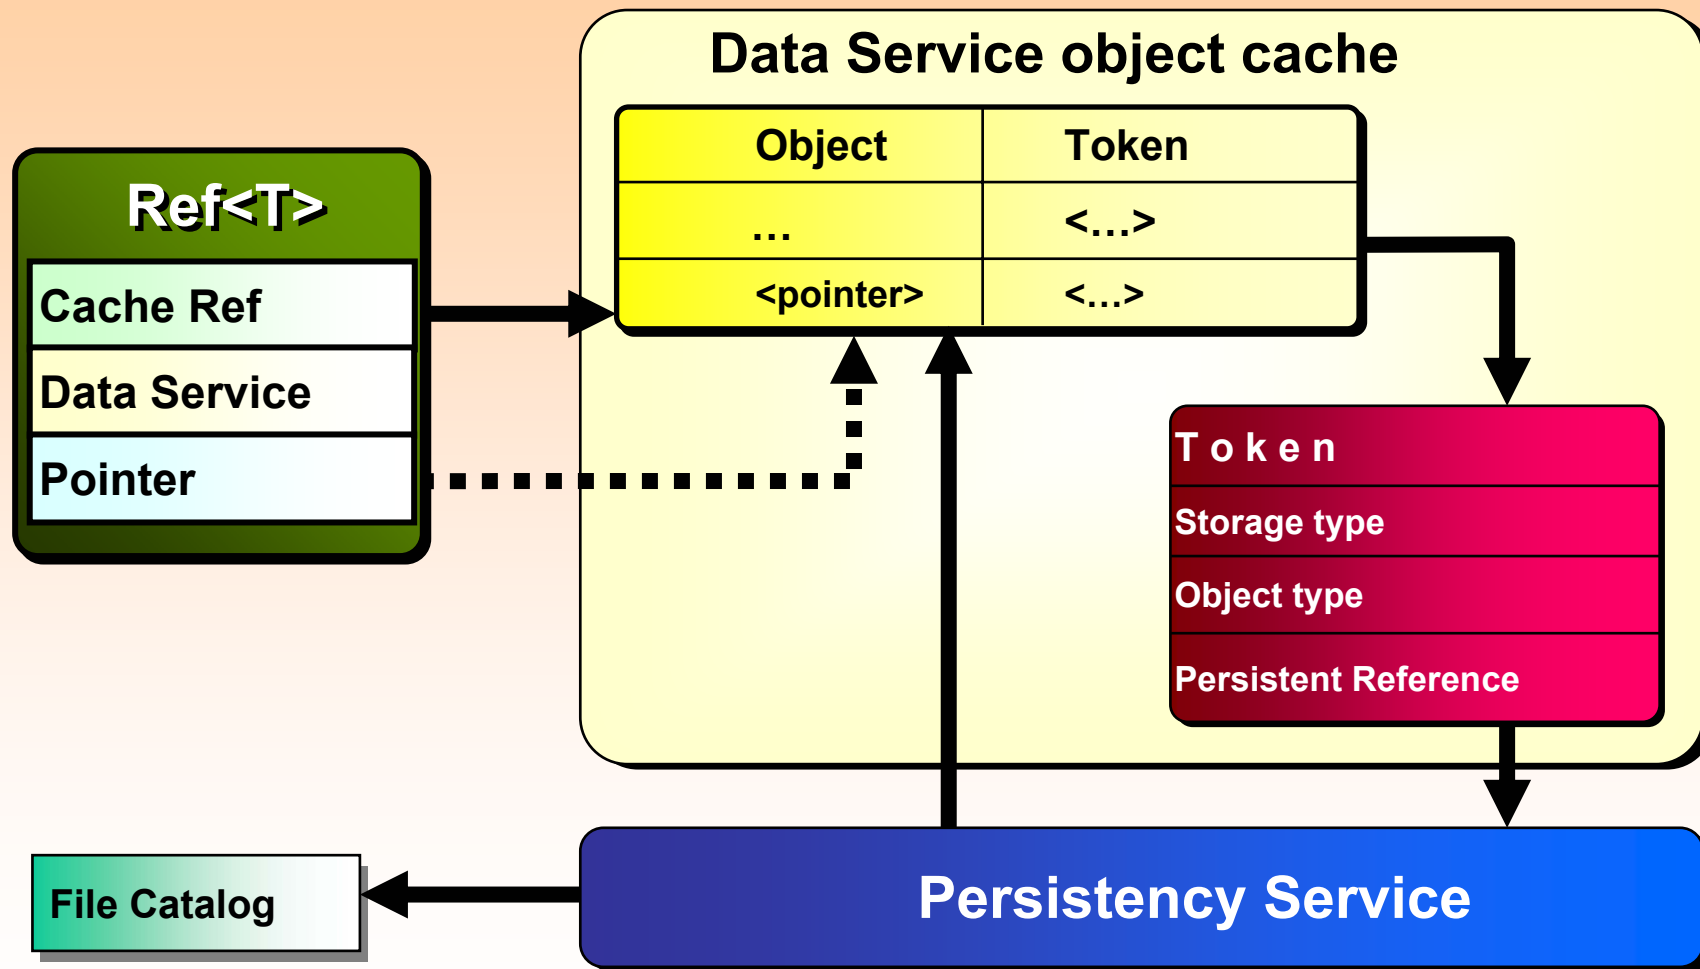 Data Service object cache
Object Token
… <…>
<pointer> <…>
Ref<T>
Cache Ref
Data Service
Pointer
T o k e n
Storage type
Object type
Persistent Reference
File Catalog
Persistency Service